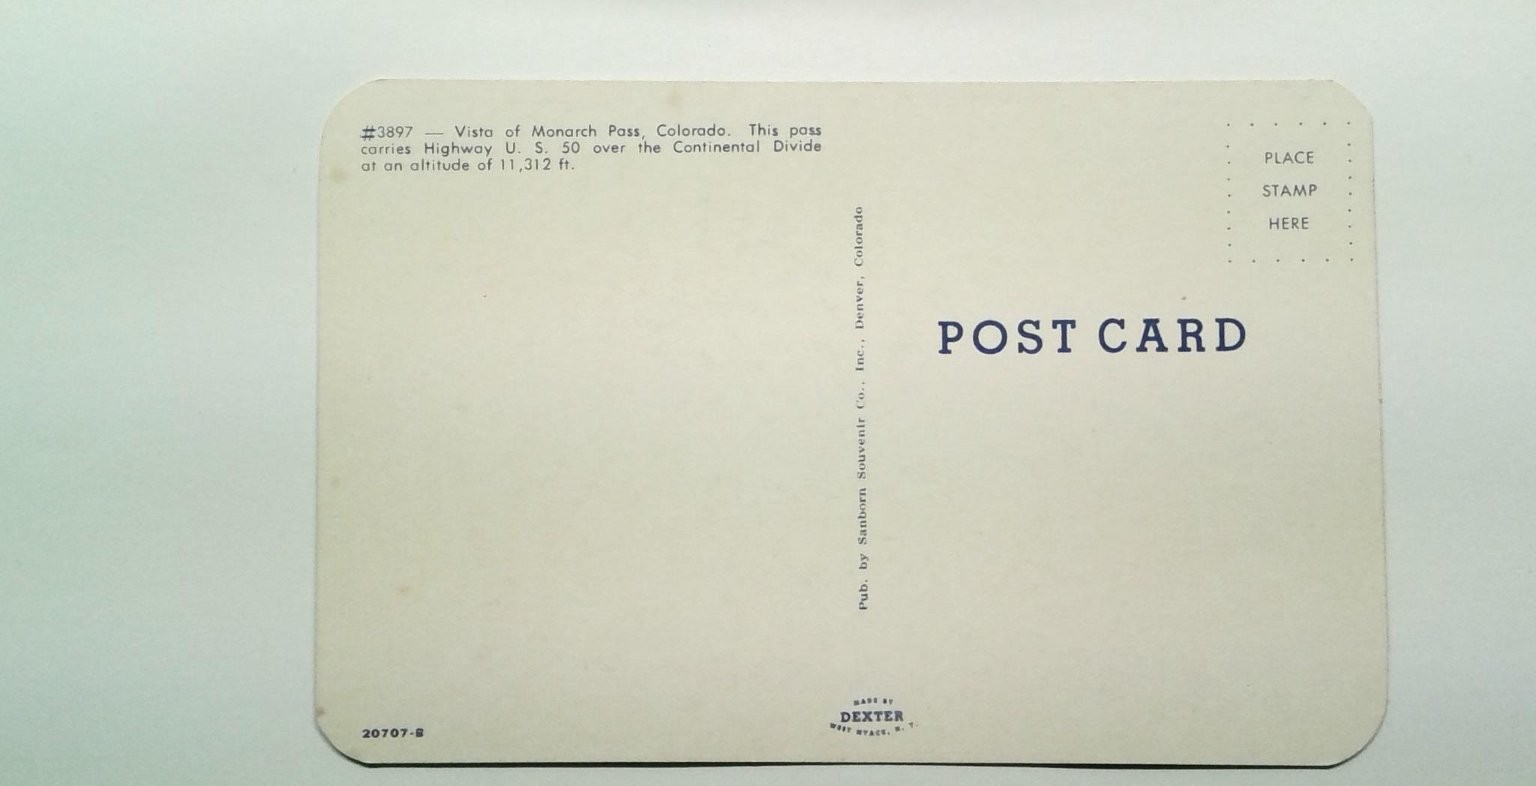 #3897 — Vista of Monarch Pass, Colorado. This pass
carries Highway U. S. 50 over the Continental Divide
at an altitude of 11,312 ft.
PLACE
STAMP
HERE
POST CARD
Pub. by Sanborn Souvenir Co., Inc., Denver, Colorado
MADE BY
DEXTER
WEST NYACK, N. Y.
20707-B